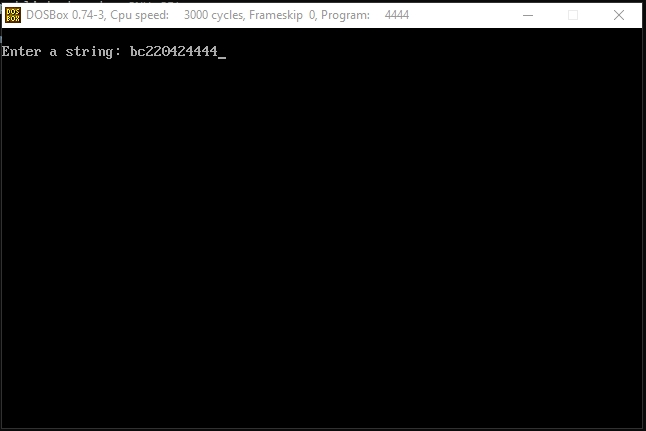 DOSBox 0.74-3, Cpu speed: 3000 cycles, Frameskip 0, Program: 4444
Enter a string: bc220424444_